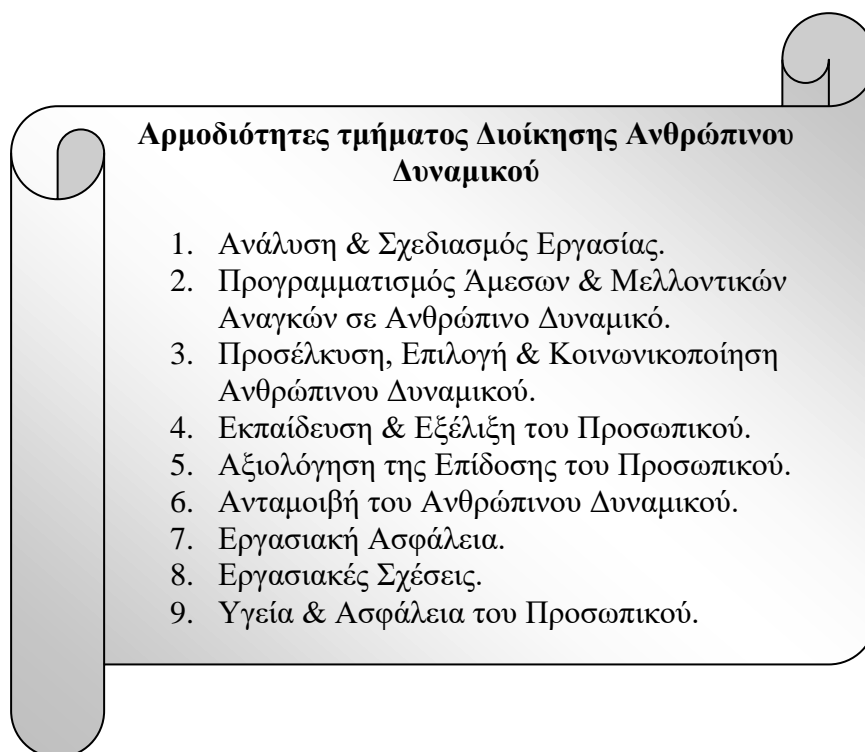 Αρμοδιότητες τμήματος Διοίκησης Ανθρώπινου
Δυναμικού
1. Ανάλυση & Σχεδιασμός Εργασίας.
2. Προγραμματισμός Άμεσων & Μελλοντικών
Αναγκών σε Ανθρώπινο Δυναμικό.
3. Προσέλκυση, Επιλογή & Κοινωνικοποίηση
Ανθρώπινου Δυναμικού.
4. Εκπαίδευση & Εξέλιξη του Προσωπικού.
5. Αξιολόγηση της Επίδοσης του Προσωπικού.
6. Ανταμοιβή του Ανθρώπινου Δυναμικού.
7. Εργασιακή Ασφάλεια.
8. Εργασιακές Σχέσεις.
9. Υγεία & Ασφάλεια του Προσωπικού.